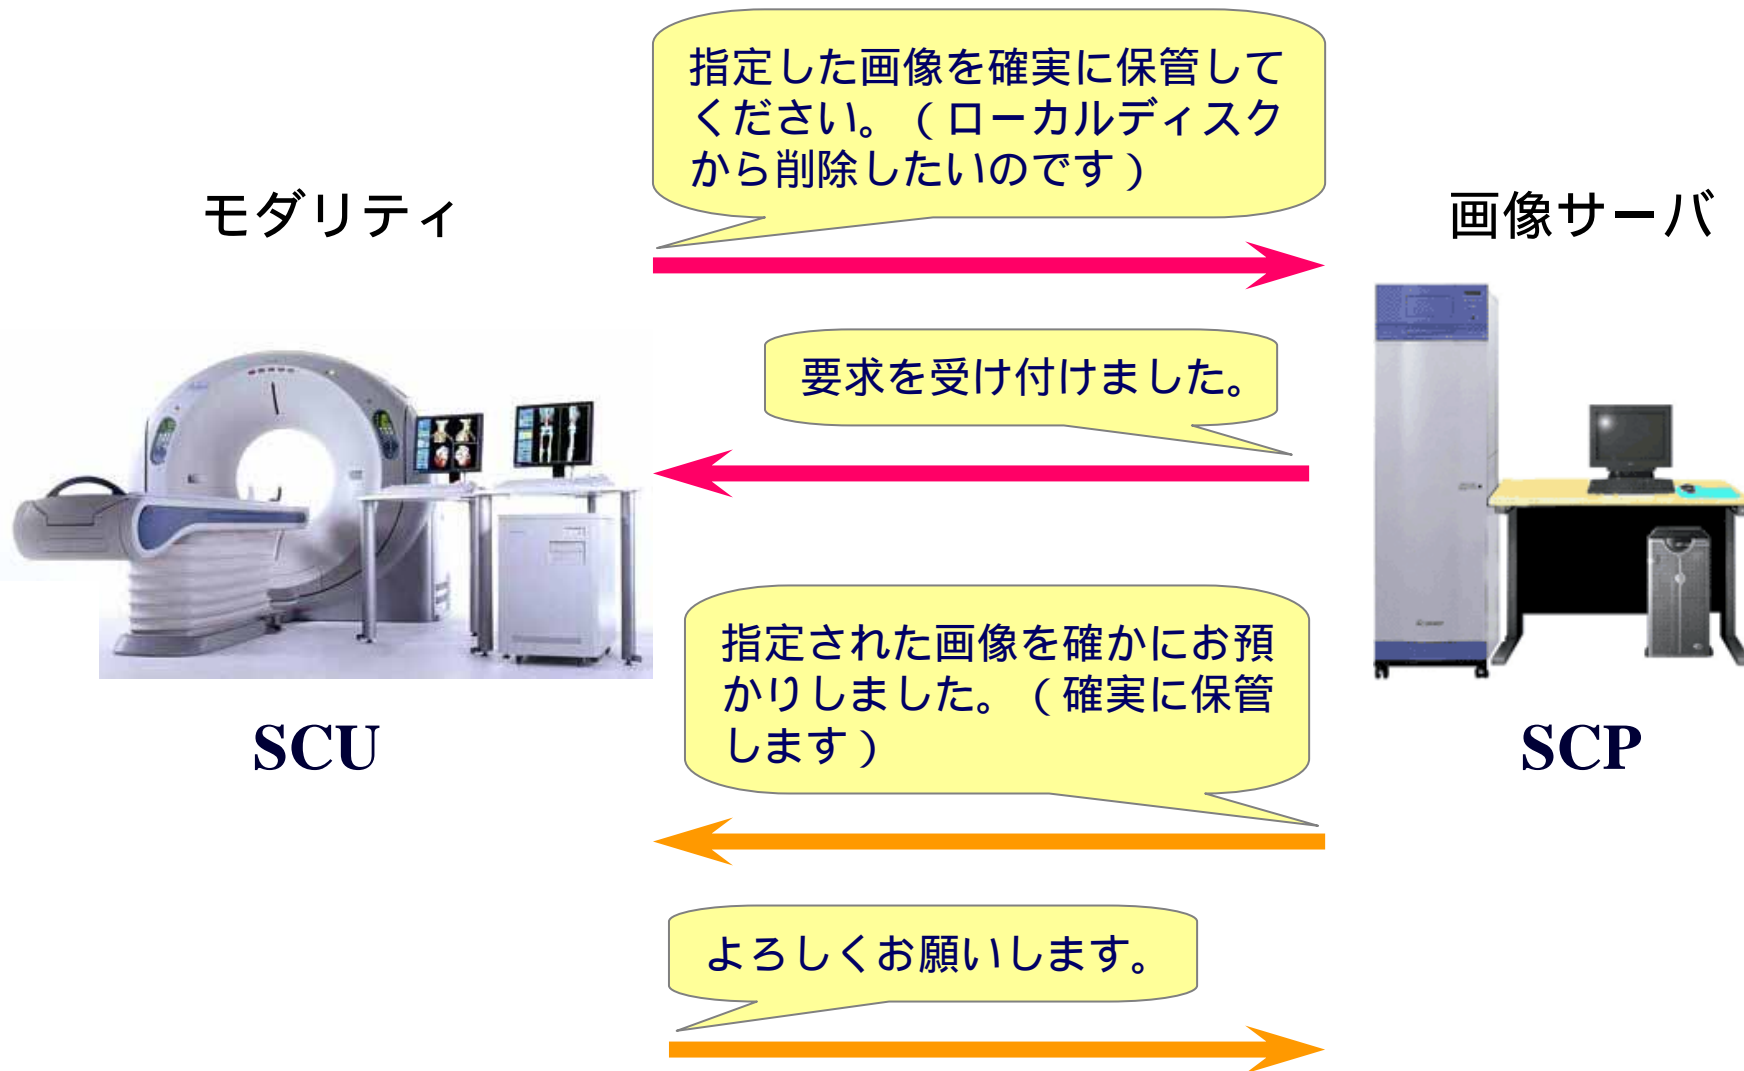 指定した画像を確実に保管して
ください。(ローカルディスク
から削除したいのです)
モダリティ
画像サーバ
要求を受け付けました。
指定された画像を確かにお預
かりしました。(確実に保管
します)
SCU
SCP
よろしくお願いします。